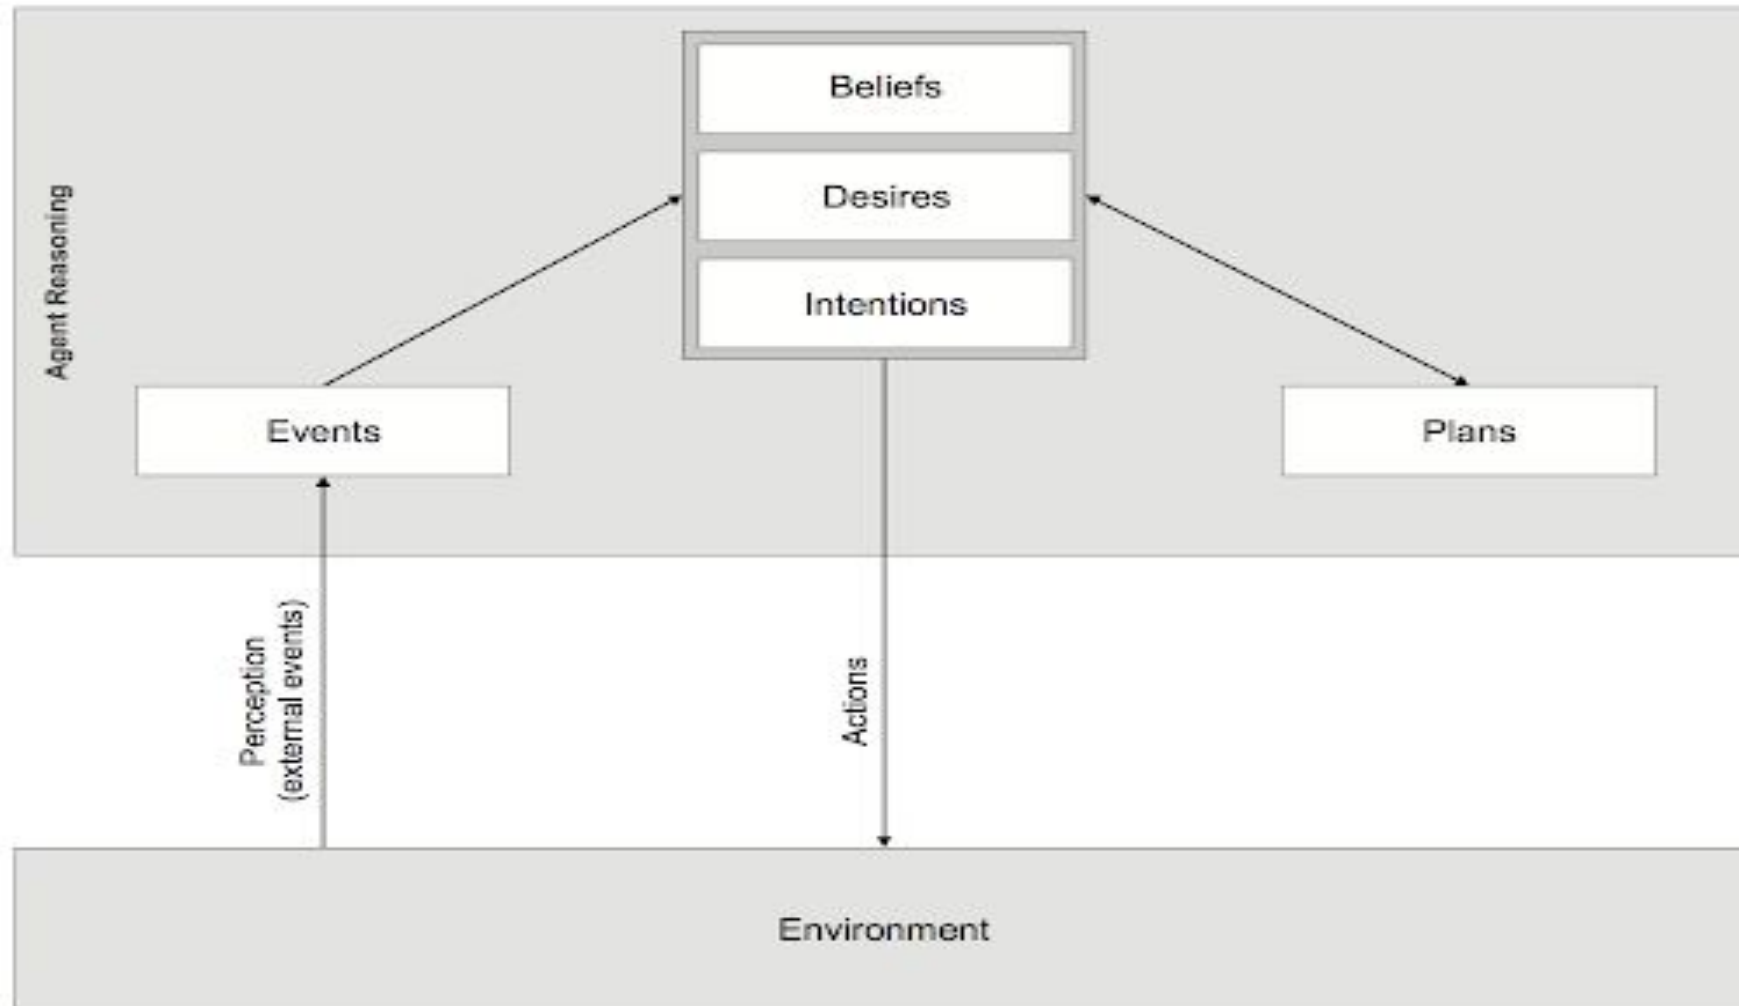 Beliefs
Desires
Intentions
Agent Reasoning
Events
Plans
Perception
(external events)
Actions
Environment